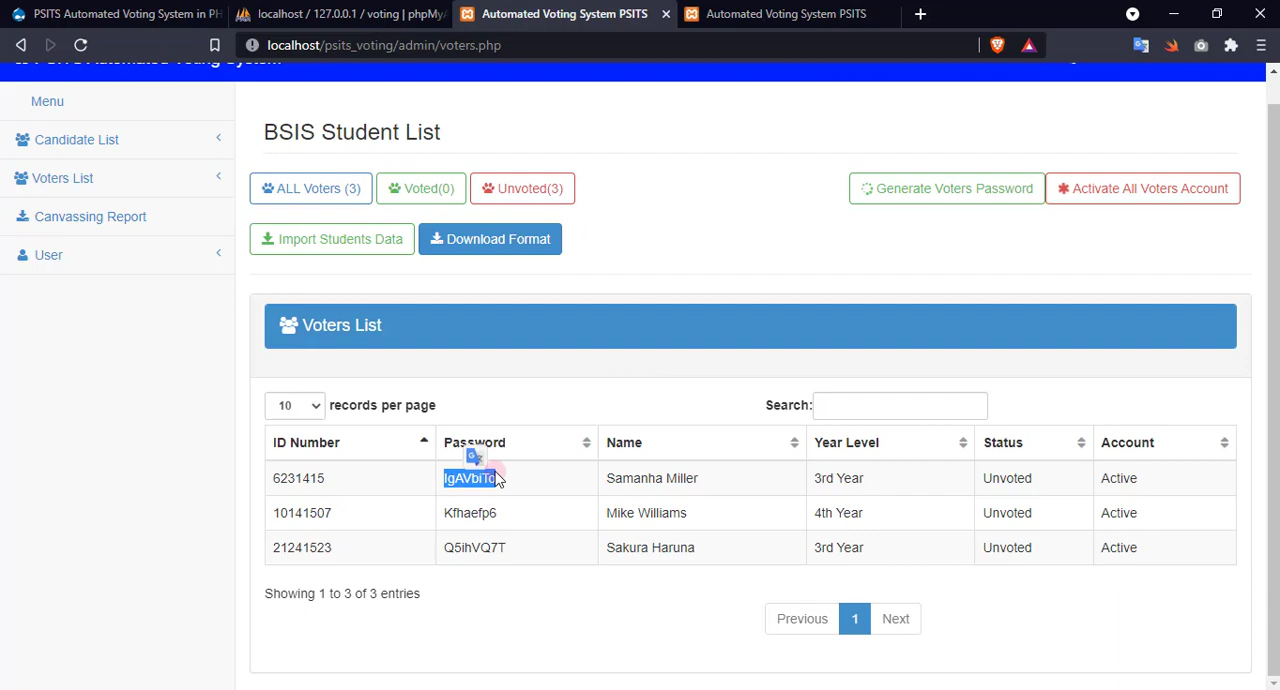 PSITS Automated Voting System in PH
localhost / 127.0.0.1 / voting | phpMy
Automated Voting System PSITS
Automated Voting System PSITS
localhost/psits_voting/admin/voters.php
Menu
Candidate List
Voters List
Canvassing Report
User
BSIS Student List
ALL Voters (3) Voted(0) Unvoted(3) Generate Voters Password Activate All Voters Account
Import Students Data Download Format
Voters List
10 records per page Search:
ID Number Password Name Year Level Status Account
6231415 Samanha Miller 3rd Year Unvoted Active
10141507 Kfhaefp6 Mike Williams 4th Year Unvoted Active
21241523 Q5ihVQ7T Sakura Haruna 3rd Year Unvoted Active
Showing 1 to 3 of 3 entries
Previous 1 Next